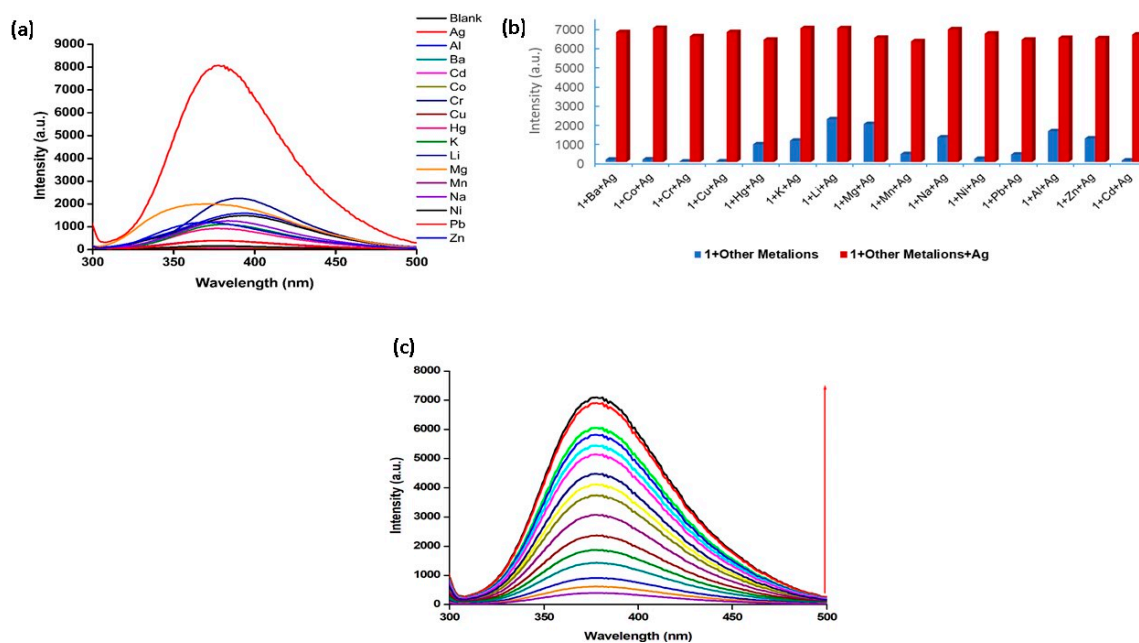 (a)
Intensity (a.u.)
9000
8000
7000
6000
5000
4000
3000
2000
1000
0
300
350
400
450
500
Wavelength (nm)
Blank
Ag
Al
Ba
Cd
Co
Cr
Cu
Hg
K
Li
Mg
Mn
Na
Ni
Pb
Zn
(b)
Intensity (a.u.)
7000
6000
5000
4000
3000
2000
1000
0
1+Ba+Ag
1+Co+Ag
1+Cr+Ag
1+Cu+Ag
1+Hg+Ag
1+K+Ag
1+Li+Ag
1+Mg+Ag
1+Mn+Ag
1+Na+Ag
1+Ni+Ag
1+Pb+Ag
1+Al+Ag
1+Zn+Ag
1+Cd+Ag
1+Other Metalions
1+Other Metalions+Ag
(c)
Intensity (a.u.)
8000
7000
6000
5000
4000
3000
2000
1000
0
300
350
400
450
500
Wavelength (nm)